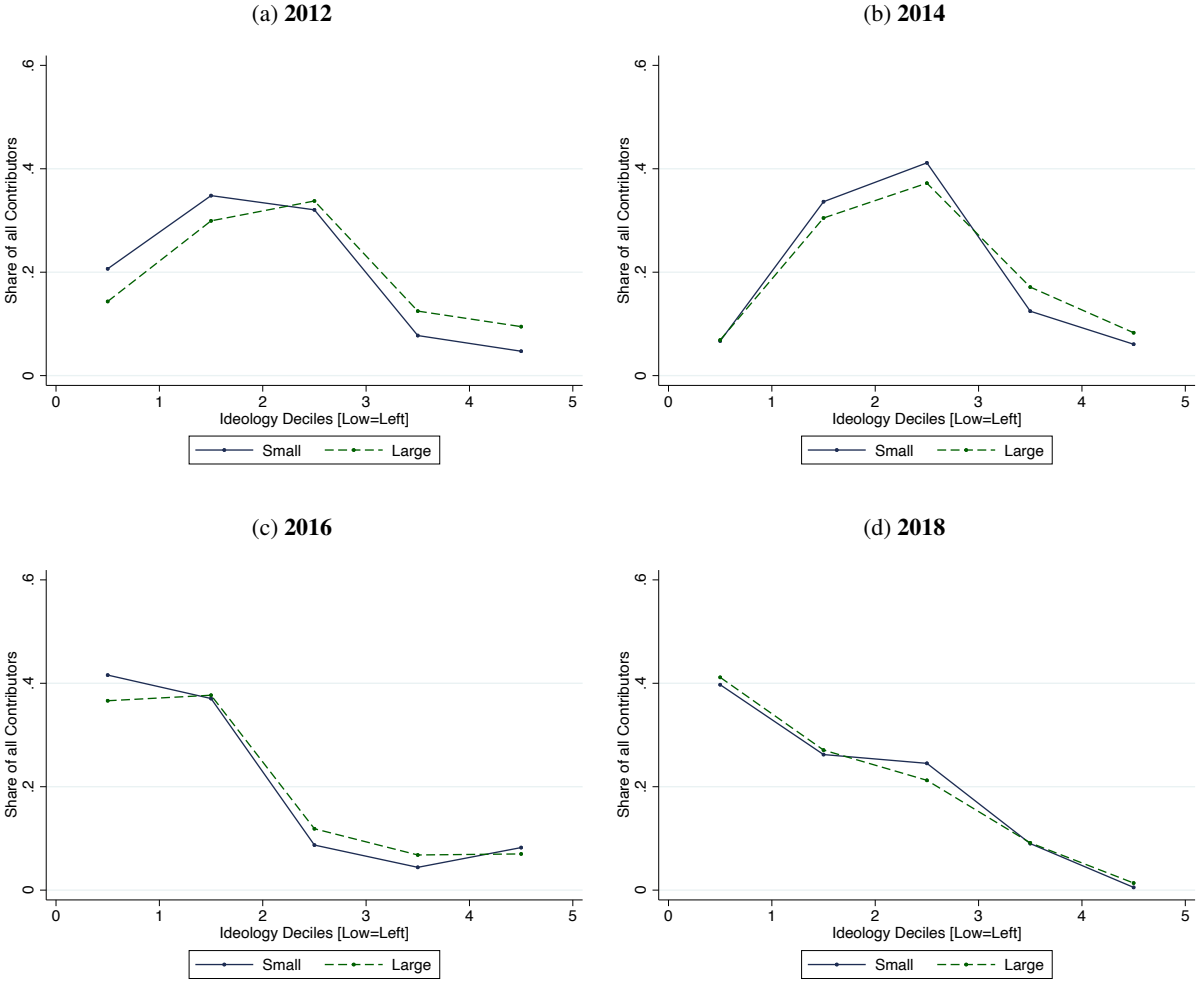 (a) 2012
.6
.4
.2
0
Share of all Contributors
0 1 2 3 4 5
Ideology Deciles [Low=Left]
Small Large
(b) 2014
.6
.4
.2
0
Share of all Contributors
0 1 2 3 4 5
Ideology Deciles [Low=Left]
Small Large
(c) 2016
.6
.4
.2
0
Share of all Contributors
0 1 2 3 4 5
Ideology Deciles [Low=Left]
Small Large
(d) 2018
.6
.4
.2
0
Share of all Contributors
0 1 2 3 4 5
Ideology Deciles [Low=Left]
Small Large